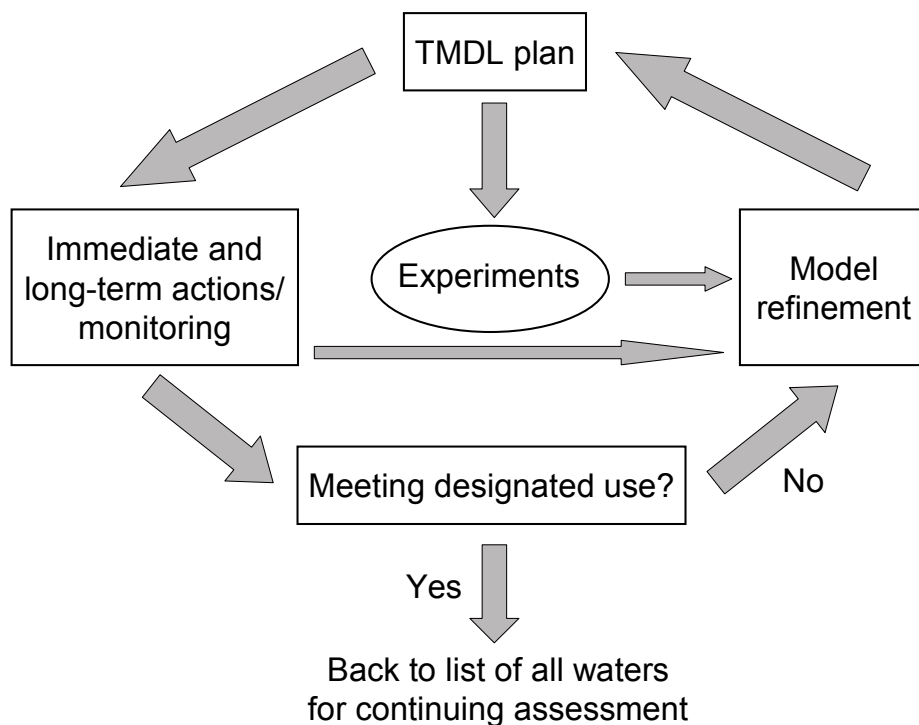 TMDL plan
Immediate and
long-term actions/
monitoring
Experiments
Model
refinement
Meeting designated use?
No
Yes
Back to list of all waters
for continuing assessment